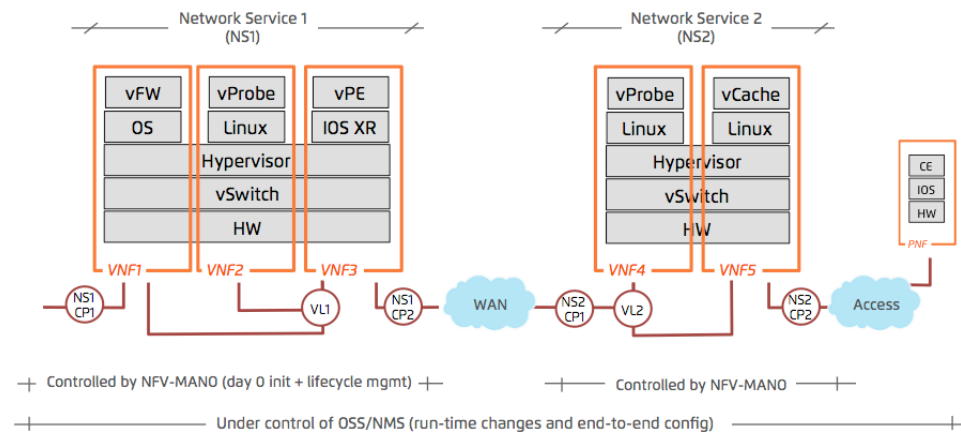 Network Service 1
(NS1)
Network Service 2
(NS2)
vFW
vProbe
vPE
OS
Linux
IOS XR
Hypervisor
vSwitch
HW
VNF1
VNF2
VNF3
vProbe
vCache
Linux
Linux
Hypervisor
vSwitch
HW
VNF4
VNF5
CE
IOS
HW
PNF
NS1
CP1
VL1
NS1
CP2
WAN
NS2
CP1
VL2
NS2
CP2
Access
Controlled by NFV-MANO (day 0 init + lifecycle mgmt)
Controlled by NFV-MANO
Under control of OSS/NMS (run-time changes and end-to-end config)